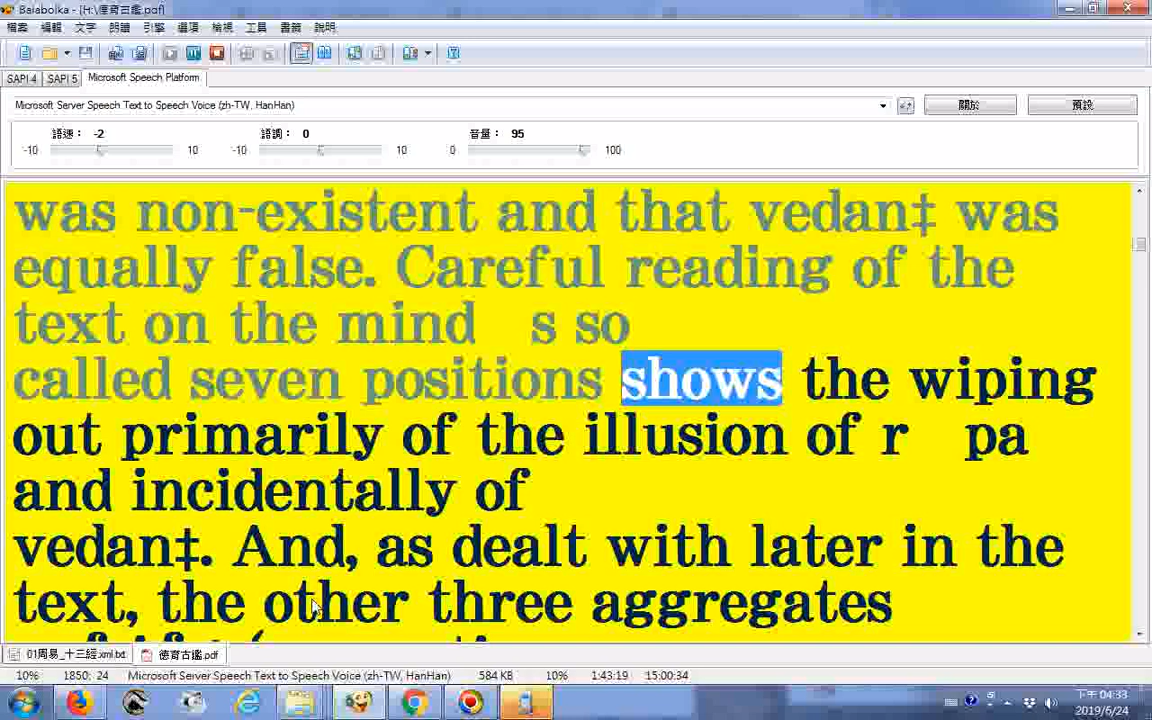 Balabolka - [H:\德育古鑑.pdf]
檔案 編輯 文字 朗讀 引擎 選項 檢視 工具 書籤 說明
SAPI 4 SAPI 5 Microsoft Speech Platform
Microsoft Server Speech Text to Speech Voice (zh-TW, HanHan) 關於 預設
語速： -2 語調： 0 音量： 95
-10 10 -10 10 0 100
was non-existent and that vedan‡ was
equally false. Careful reading of the
text on the mind s so
called seven positions shows the wiping
out primarily of the illusion of r pa
and incidentally of
vedan‡. And, as dealt with later in the
text, the other three aggregates
01周易_十三經.xml.txt 德育古鑑.pdf
10% 1850; 24 Microsoft Server Speech Text to Speech Voice (zh-TW, HanHan) 584 KB 10% 1:43:19 15:00:34
下午 04:33
2019/6/24